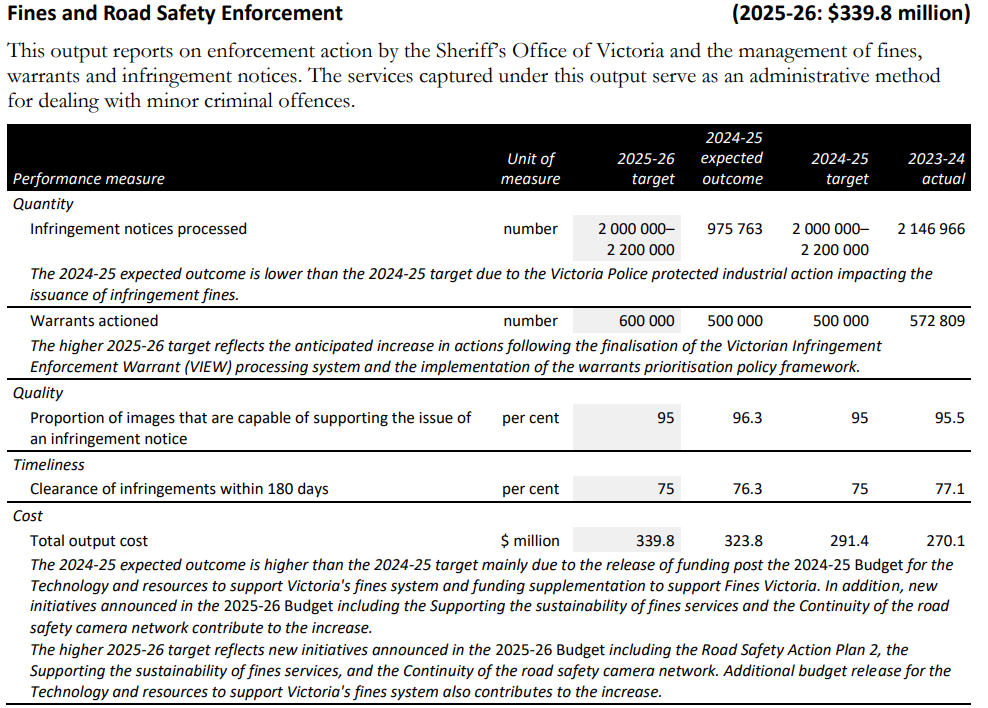 Fines and Road Safety Enforcement (2025-26: $339.8 million)
This output reports on enforcement action by the Sheriff's Office of Victoria and the management of fines,
warrants and infringement notices. The services captured under this output serve as an administrative method
for dealing with minor criminal offences.
Performance measure Unit of measure 2025-26 target 2024-25 expected outcome 2024-25 target 2023-24 actual
Quantity
Infringement notices processed number 2 000 000– 2 200 000 975 763 2 000 000– 2 200 000 2 146 966
The 2024-25 expected outcome is lower than the 2024-25 target due to the Victoria Police protected industrial action impacting the
issuance of infringement fines.
Warrants actioned number 600 000 500 000 500 000 572 809
The higher 2025-26 target reflects the anticipated increase in actions following the finalisation of the Victorian Infringement
Enforcement Warrant (VIEW) processing system and the implementation of the warrants prioritisation policy framework.
Quality
Proportion of images that are capable of supporting the issue of per cent 95 96.3 95 95.5
an infringement notice
Timeliness
Clearance of infringements within 180 days per cent 75 76.3 75 77.1
Cost
Total output cost $ million 339.8 323.8 291.4 270.1
The 2024-25 expected outcome is higher than the 2024-25 target mainly due to the release of funding post the 2024-25 Budget for the
Technology and resources to support Victoria's fines system and funding supplementation to support Fines Victoria. In addition, new
initiatives announced in the 2025-26 Budget including the Supporting the sustainability of fines services and the Continuity of the road
safety camera network contribute to the increase.
The higher 2025-26 target reflects new initiatives announced in the 2025-26 Budget including the Road Safety Action Plan 2, the
Supporting the sustainability of fines services, and the Continuity of the road safety camera network. Additional budget release for the
Technology and resources to support Victoria's fines system also contributes to the increase.